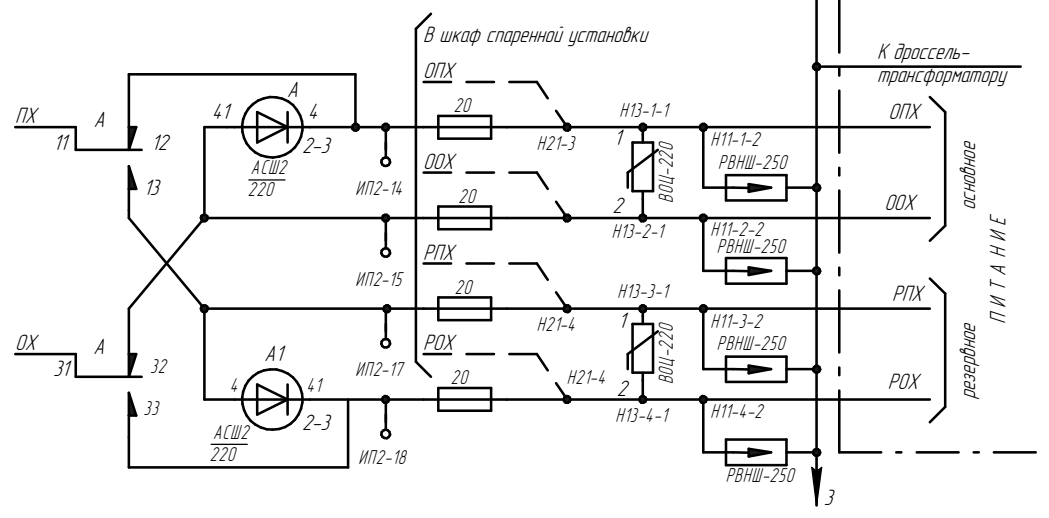 В шкаф спаренной установки
К дроссель-
трансформатору
ОПХ
ПХ
А
11
12
13
41
А
4
2-3
АСШ2
220
20
ИП2-14
Н21-3
Н13-1-1
1
ВОЦ-220
2
Н13-2-1
Н11-1-2
РВНШ-250
ОПХ
ООХ
20
ИП2-15
Н11-2-2
РВНШ-250
ООХ
основное
РПХ
20
ИП2-17
Н21-4
Н13-3-1
1
ВОЦ-220
2
Н13-4-1
Н11-3-2
РВНШ-250
РПХ
ПИТАНИЕ
ОХ
А
31
32
33
А1
4
41
2-3
АСШ2
220
РОХ
20
ИП2-18
Н21-4
Н11-4-2
РВНШ-250
РОХ
резервное
З